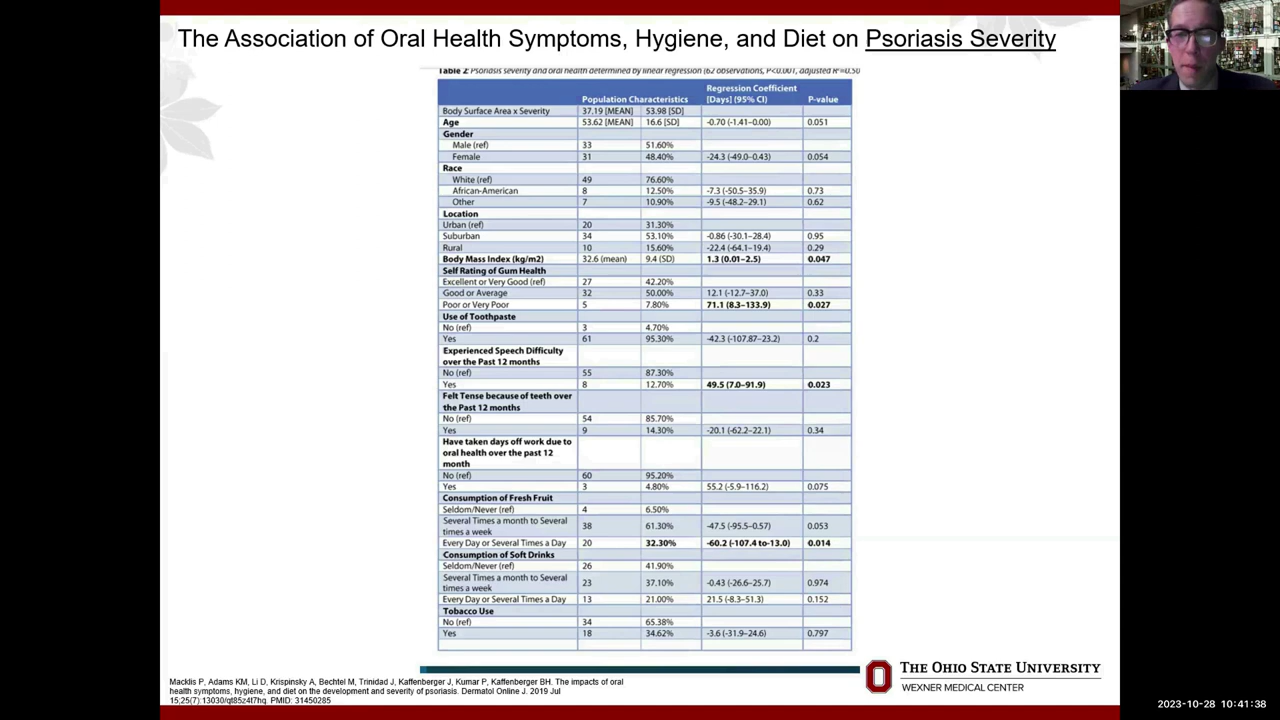 The Association of Oral Health Symptoms, Hygiene, and Diet on Psoriasis Severity
Table 2: Psoriasis severity and oral health determined by linear regression (62 observations, P<0.001, adjusted R²=0.50
Population Characteristics Regression Coefficient [Days] (95% CI) P-value
Body Surface Area x Severity 37.19 [MEAN] 53.98 [SD]
Age 53.62 [MEAN] 16.6 [SD] -0.70 (-1.41–0.00) 0.051
Gender
Male (ref) 33 51.60%
Female 31 48.40% -24.3 (-49.0–0.43) 0.054
Race
White (ref) 49 76.60%
African-American 8 12.50% -7.3 (-50.5–35.9) 0.73
Other 7 10.90% -9.5 (-48.2–29.1) 0.62
Location
Urban (ref) 20 31.30%
Suburban 34 53.10% -0.86 (-30.1–28.4) 0.95
Rural 10 15.60% -22.4 (-64.1–19.4) 0.29
Body Mass Index (kg/m2) 32.6 (mean) 9.4 (SD) 1.3 (0.01–2.5) 0.047
Self Rating of Gum Health
Excellent or Very Good (ref) 27 42.20%
Good or Average 32 50.00% 12.1 (-12.7–37.0) 0.33
Poor or Very Poor 5 7.80% 71.1 (8.3–133.9) 0.027
Use of Toothpaste
No (ref) 3 4.70%
Yes 61 95.30% -42.3 (-107.87–23.2) 0.2
Experienced Speech Difficulty
over the Past 12 months
No (ref) 55 87.30%
Yes 8 12.70% 49.5 (7.0–91.9) 0.023
Felt Tense because of teeth over
the Past 12 months
No (ref) 54 85.70%
Yes 9 14.30% -20.1 (-62.2–22.1) 0.34
Have taken days off work due to
oral health over the past 12
month
No (ref) 60 95.20%
Yes 3 4.80% 55.2 (-5.9–116.2) 0.075
Consumption of Fresh Fruit
Seldom/Never (ref) 4 6.50%
Several Times a month to Several
times a week 38 61.30% -47.5 (-95.5–0.57) 0.053
Every Day or Several Times a Day 20 32.30% -60.2 (-107.4 to-13.0) 0.014
Consumption of Soft Drinks
Seldom/Never (ref) 26 41.90%
Several Times a month to Several
times a week 23 37.10% -0.43 (-26.6–25.7) 0.974
Every Day or Several Times a Day 13 21.00% 21.5 (-8.3–51.3) 0.152
Tobacco Use
No (ref) 34 65.38%
Yes 18 34.62% -3.6 (-31.9–24.6) 0.797
Macklis P, Adams KM, Li D, Krispinsky A, Bechtel M, Trinidad J, Kaffenberger J, Kumar P, Kaffenberger BH. The impacts of oral
health symptoms, hygiene, and diet on the development and severity of psoriasis. Dermatol Online J. 2019 Jul
15;25(7):13030/qt85z4t7hq. PMID: 31450285
THE OHIO STATE UNIVERSITY
WEXNER MEDICAL CENTER
2023-10-28 10:41:38